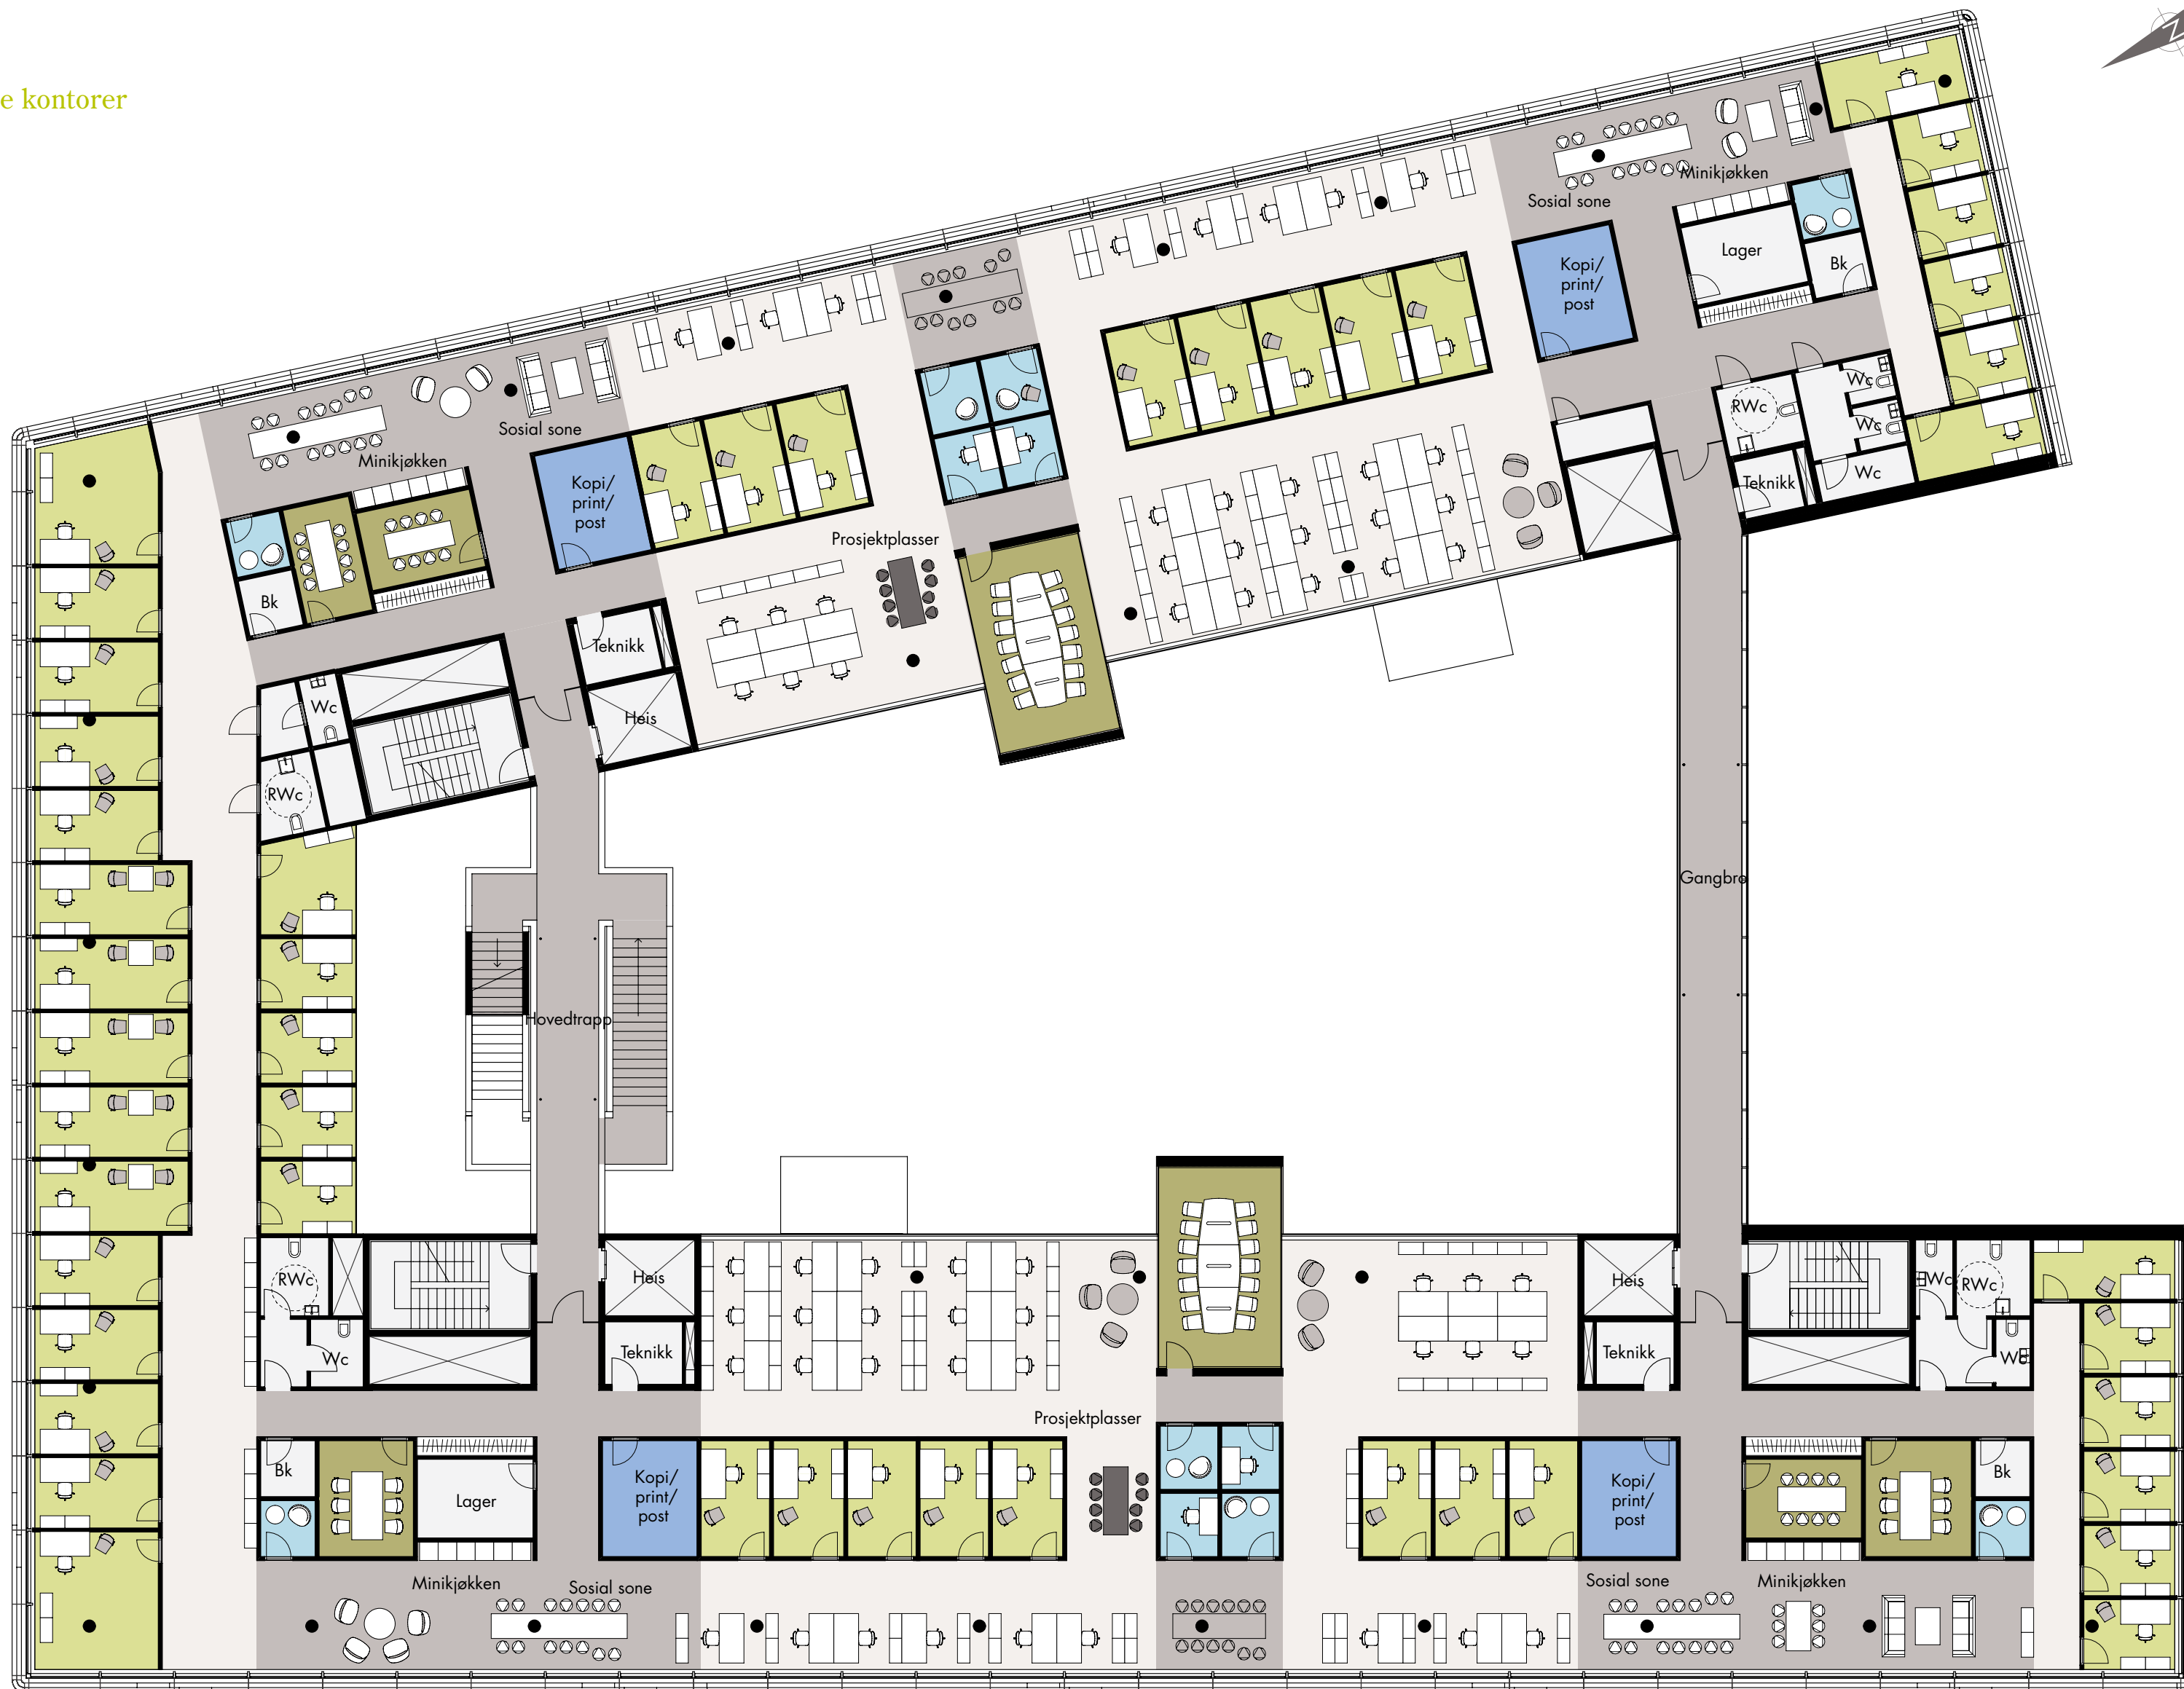 e kontorer
Minikjøkken
Sosial sone
Lager
Bk
Kopi/
print/
post
Wc
RWc
Wc
Wc
Teknikk
Sosial sone
Minikjøkken
Kopi/
print/
post
Prosjektplasser
Bk
Teknikk
Wc
Heis
RWc
Gangbro
Hovedtrapp
RWc
Heis
Wc
Teknikk
Heis
Teknikk
Wc
RWc
Wc
Prosjektplasser
Bk
Lager
Kopi/
print/
post
Kopi/
print/
post
Bk
Minikjøkken
Sosial sone
Sosial sone
Minikjøkken